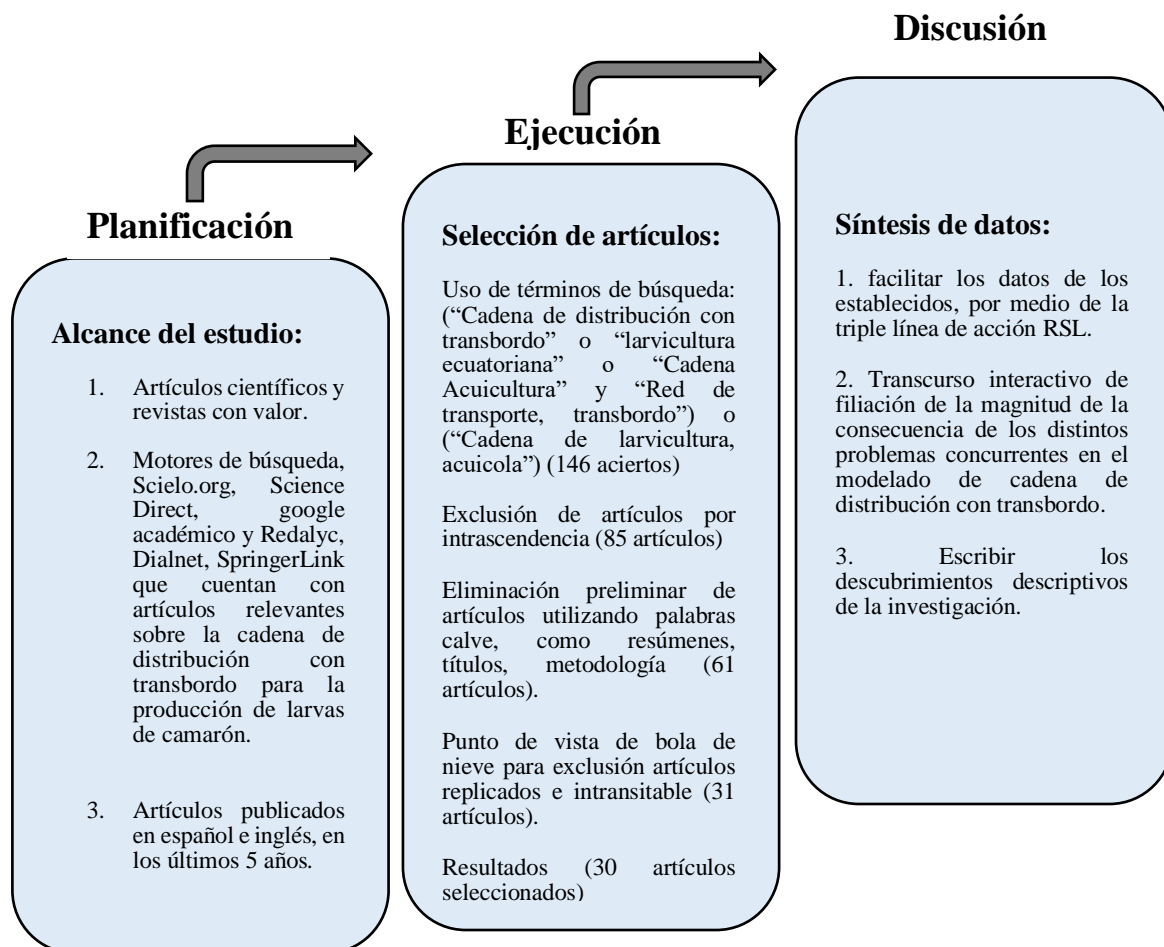 Planificación
Alcance del estudio:
1. Artículos científicos y
revistas con valor.
2. Motores de búsqueda,
Scielo.org, Science
Direct, google
académico y Redalyc,
Dialnet, SpringerLink
que cuentan con
artículos relevantes
sobre la cadena de
distribución con
transbordo para la
producción de larvas
de camarón.
3. Artículos publicados
en español e inglés, en
los últimos 5 años.
Ejecución
Selección de artículos:
Uso de términos de búsqueda:
(“Cadena de distribución con
transbordo” o “larvicultura
ecuatoriana” o “Cadena
Acuicultura” y “Red de
transporte, transbordo”) o
(“Cadena de larvicultura,
acuicola”) (146 aciertos)
Exclusión de artículos por
intrascendencia (85 artículos)
Eliminación preliminar de
artículos utilizando palabras
calve, como resúmenes,
títulos, metodología (61
artículos).
Punto de vista de bola de
nieve para exclusión artículos
replicados e intransitable (31
artículos).
Resultados (30 artículos
seleccionados)
Discusión
Síntesis de datos:
1. facilitar los datos de los
establecidos, por medio de la
triple línea de acción RSL.
2. Transcurso interactivo de
filiación de la magnitud de la
consecuencia de los distintos
problemas concurrentes en el
modelado de cadena de
distribución con transbordo.
3. Escribir los
descubrimientos descriptivos
de la investigación.